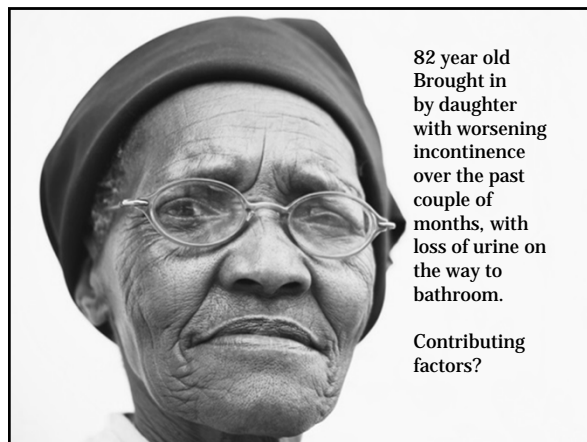 82 year old
Brought in
by daughter
with worsening
incontinence
over the past
couple of
months, with
loss of urine on
the way to
bathroom.
Contributing
factors?